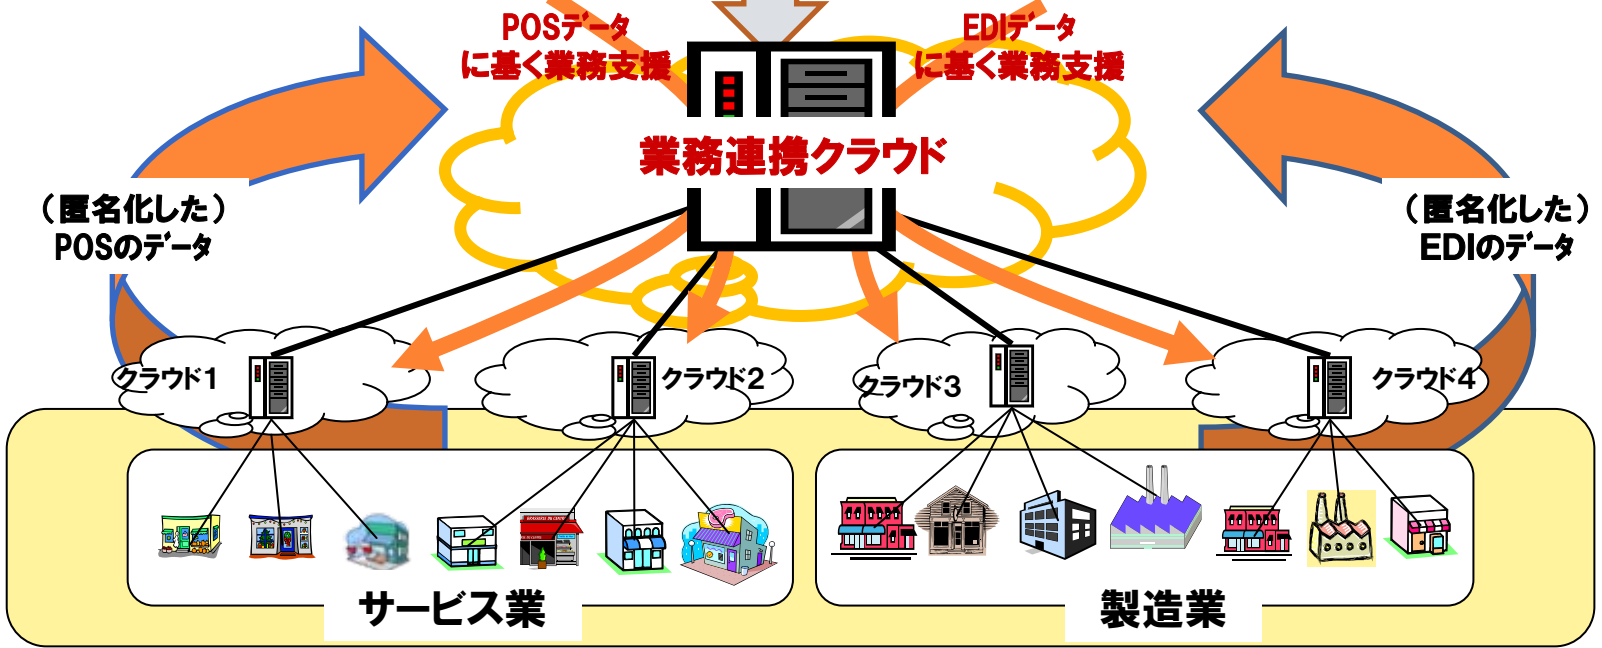 POSデータ
に基く業務支援
EDIデータ
に基く業務支援
業務連携クラウド
（匿名化した）
POSのデータ
（匿名化した）
EDIのデータ
クラウド1
クラウド2
クラウド3
クラウド4
サービス業
製造業